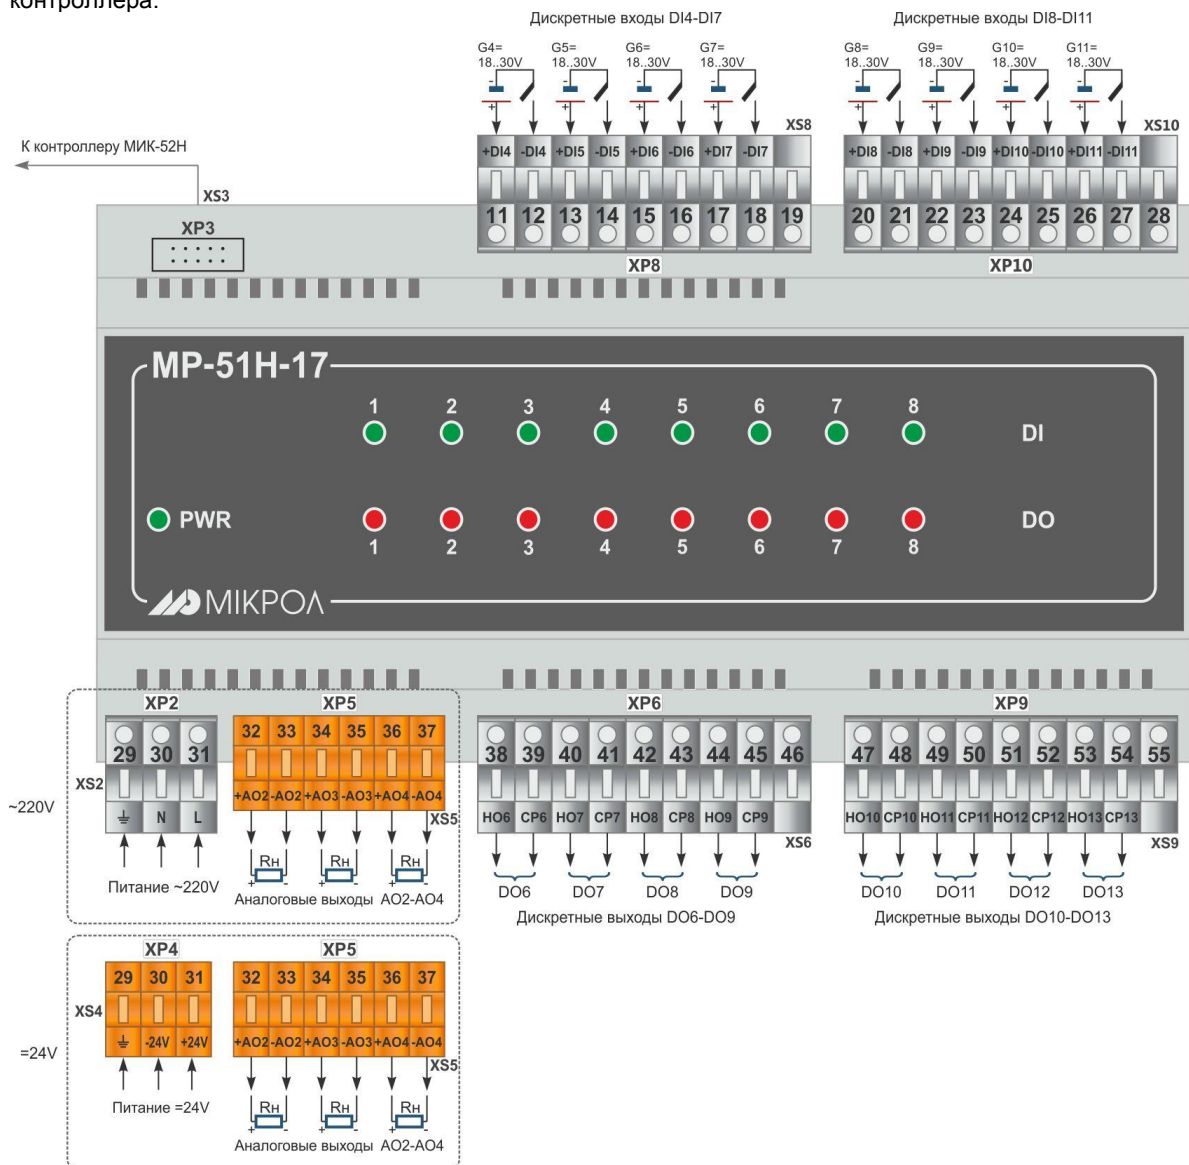 контроллера.
Дискретные входы DI4-DI7
Дискретные входы DI8-DI11
G4= G5= G6= G7=
18..30V 18..30V 18..30V 18..30V
G8= G9= G10= G11=
18..30V 18..30V 18..30V 18..30V
- - - -
+ + + +
- - - -
+ + + +
XS8
XS10
К контроллеру МИК-52Н
+DI4 -DI4 +DI5 -DI5 +DI6 -DI6 +DI7 -DI7
+DI8 -DI8 +DI9 -DI9 +DI10 -DI10 +DI11 -DI11
XS3
11 12 13 14 15 16 17 18 19
20 21 22 23 24 25 26 27 28
XP3
XP8
XP10
МР-51Н-17
1 2 3 4 5 6 7 8
DI
PWR
DO
1 2 3 4 5 6 7 8
МІКРОЛ
XP2
XP5
XP6
XP9
29 30 31
32 33 34 35 36 37
38 39 40 41 42 43 44 45 46
47 48 49 50 51 52 53 54 55
XS2
~220V
N L
+AO2 -AO2 +AO3 -AO3 +AO4 -AO4
XS5
HO6 CP6 HO7 CP7 HO8 CP8 HO9 CP9
XS6
HO10 CP10 HO11 CP11 HO12 CP12 HO13 CP13
XS9
Питание ~220V
Rн Rн Rн
+ - + - + -
Аналоговые выходы AO2-AO4
DO6 DO7 DO8 DO9
DO10 DO11 DO12 DO13
Дискретные выходы DO6-DO9
Дискретные выходы DO10-DO13
XP4
XP5
29 30 31
32 33 34 35 36 37
XS4
=24V
-24V +24V
+AO2 -AO2 +AO3 -AO3 +AO4 -AO4
XS5
Питание =24V
Rн Rн Rн
+ - + - + -
Аналоговые выходы AO2-AO4